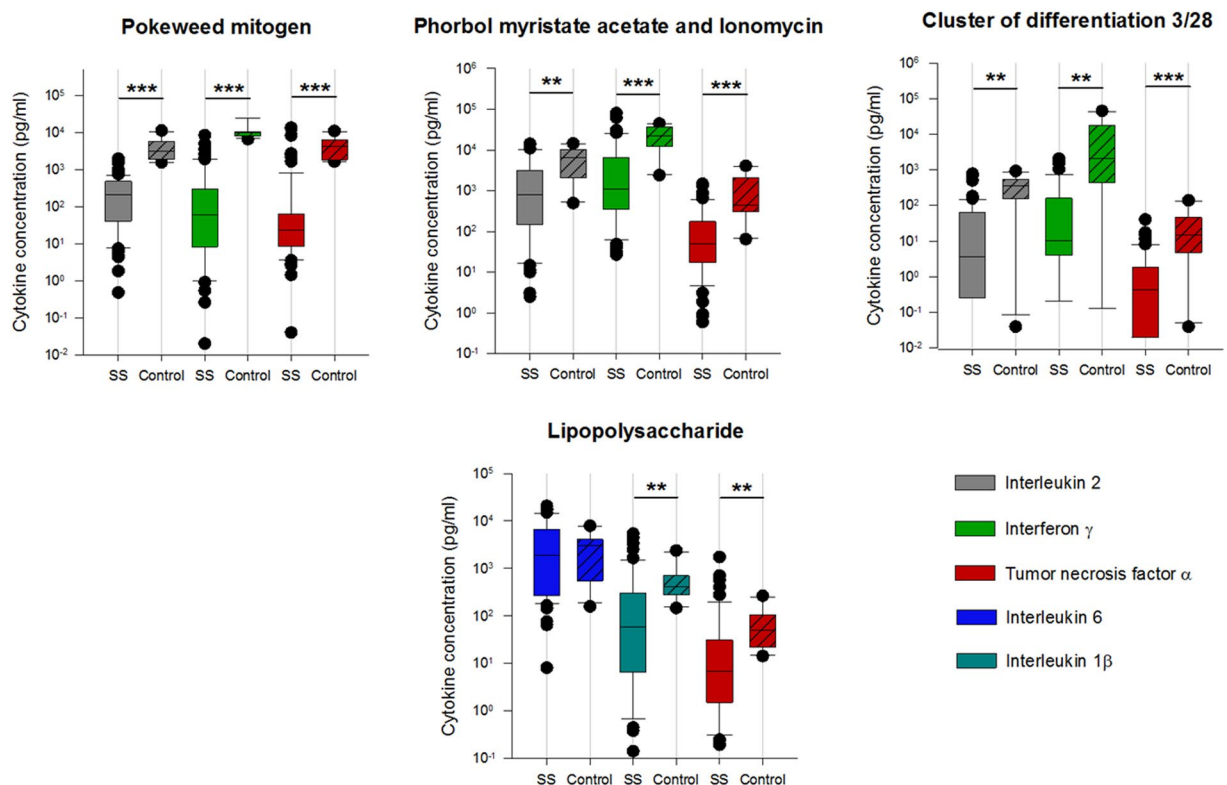 Pokeweed mitogen
Cytokine concentration (pg/ml)
10⁵
10⁴
10³
10²
10¹
10⁰
10⁻¹
10⁻²
*** *** ***
SS Control SS Control SS Control
Phorbol myristate acetate and Ionomycin
Cytokine concentration (pg/ml)
10⁶
10⁵
10⁴
10³
10²
10¹
10⁰
10⁻¹
** *** ***
SS Control SS Control SS Control
Cluster of differentiation 3/28
Cytokine concentration (pg/ml)
10⁶
10⁵
10⁴
10³
10²
10¹
10⁰
10⁻¹
10⁻²
** ** ***
SS Control SS Control SS Control
Lipopolysaccharide
Cytokine concentration (pg/ml)
10⁵
10⁴
10³
10²
10¹
10⁰
10⁻¹
** **
SS Control SS Control SS Control
Interleukin 2
Interferon γ
Tumor necrosis factor α
Interleukin 6
Interleukin 1β